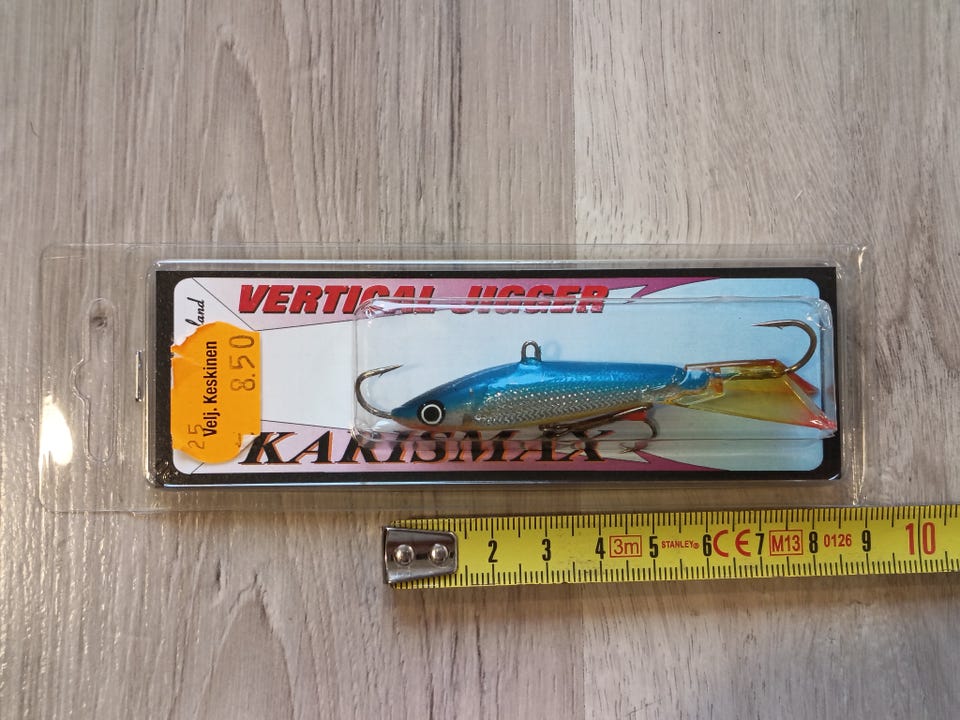 VERTICAL JIGGER
land
Velj. Keskinen
8.50
25
KARISMAX
2 3 4 3m 5 STANLEY® 6 CE 7 M13 8 0126 9 10